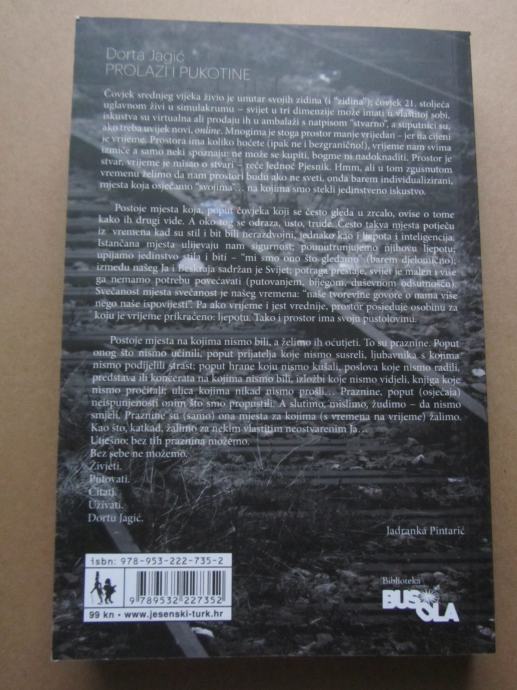 Dorta Jagić
PROLAZI I PUKOTINE
Čovjek srednjeg vijeka živio je unutar svojih zidina (i "zidina"); čovjek 21. stoljeća
uglavnom živi u simulakrumu – svijet u tri dimenzije može imati u vlastitoj sobi,
iskustva su virtualna ali prodaju ih u ambalaži s natpisom "stvarno", a suputnici su,
ako treba uvijek novi, online. Mnogima je stoga prostor manje vrijedan – jer na cijeni
je vrijeme. Prostora ima koliko hoćete (ipak ne i bezgranično!), vrijeme nam svima
izmiče a samo neki spoznaju: ne može se kupiti, bogme ni nadoknaditi. Prostor je
stvar, vrijeme je misao o stvari – reče Jednoč Pjesnik. Hmm, ali u tom zgusnutom
vremenu želimo da nam prostori budu ako ne sveti, onda barem individualizirani,
mjesta koja osjećamo "svojima"... na kojima smo stekli jedinstveno iskustvo.
Postoje mjesta koja, poput čovjeka koji se često gleda u zrcalo, ovise o tome
kako ih drugi vide. A oko tog se odraza, usto, trude. Često takva mjesta potječu
iz vremena kad su stil i bit bili nerazdvojni, jednako kao i ljepota i inteligencija.
Istančana mjesta ulijevaju nam sigurnost; pounutrujemo njihovu ljepotu,
upijamo jedinstvo stila i biti – "mi smo ono što gledamo" (barem djelomično);
između našeg Ja i Beskraja sadržan je Svijet; potraga prestaje, svijet je malen i više
ga nemamo potrebu povećavati (putovanjem, bijegom, duševnom odsutnošću).
Svečanost mjesta svečanost je našeg vremena: "naše tvorevine govore o nama više
nego naše ispovijesti". Pa ako vrijeme i jest vrednije, prostor posjeduje osobinu za
koju je vrijeme prikraćeno: ljepotu. Tako i prostor ima svoju pustolovinu.
Postoje mjesta na kojima nismo bili, a želimo ih oćutjeti. To su praznine. Poput
onog što nismo učinili, poput prijatelja koje nismo susreli, ljubavnika s kojima
nismo podijelili strast; poput hrane koju nismo kušali, poslova koje nismo radili,
predstava ili koncerata na kojima nismo bili, izložbi koje nismo vidjeli, knjiga koje
nismo pročitali; ulica kojima nikad nismo prošli... Praznine, poput (osjećaja)
neispunjenosti onim što smo propustili. A slutimo, mislimo, žudimo – da nismo
smjeli. Praznine su (samo) ona mjesta za kojima (s vremena na vrijeme) žalimo.
Kao što, katkad, žalimo za nekim vlastitim neostvarenim Ja...
Utješno: bez tih praznina možemo.
Bez sebe ne možemo.
Živjeti.
Putovati.
Čitati.
Uživati.
Dortu Jagić.
Jadranka Pintarić
isbn: 978-953-222-735-2
9 789532 227352
99 kn • www.jesenski-turk.hr
Biblioteka
BUSOLA